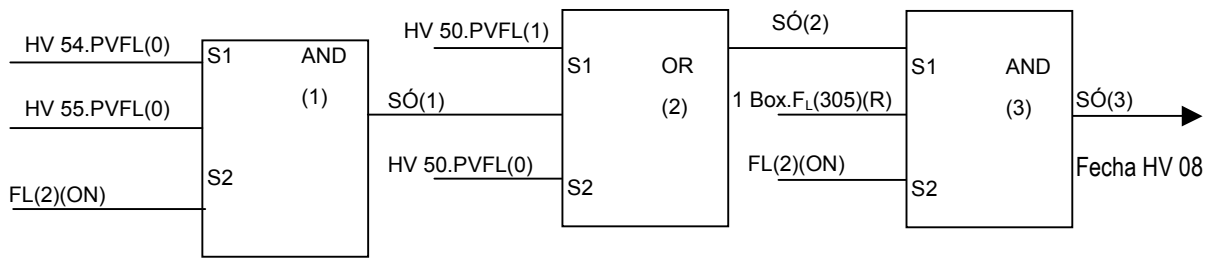 HV 54.PVFL(0)
HV 55.PVFL(0)
FL(2)(ON)
S1 AND
(1)
S2
SÓ(1)
HV 50.PVFL(1)
HV 50.PVFL(0)
S1 OR
(2)
S2
SÓ(2)
1 Box.FL(305)(R)
FL(2)(ON)
S1 AND
(3)
S2
SÓ(3)
Fecha HV 08